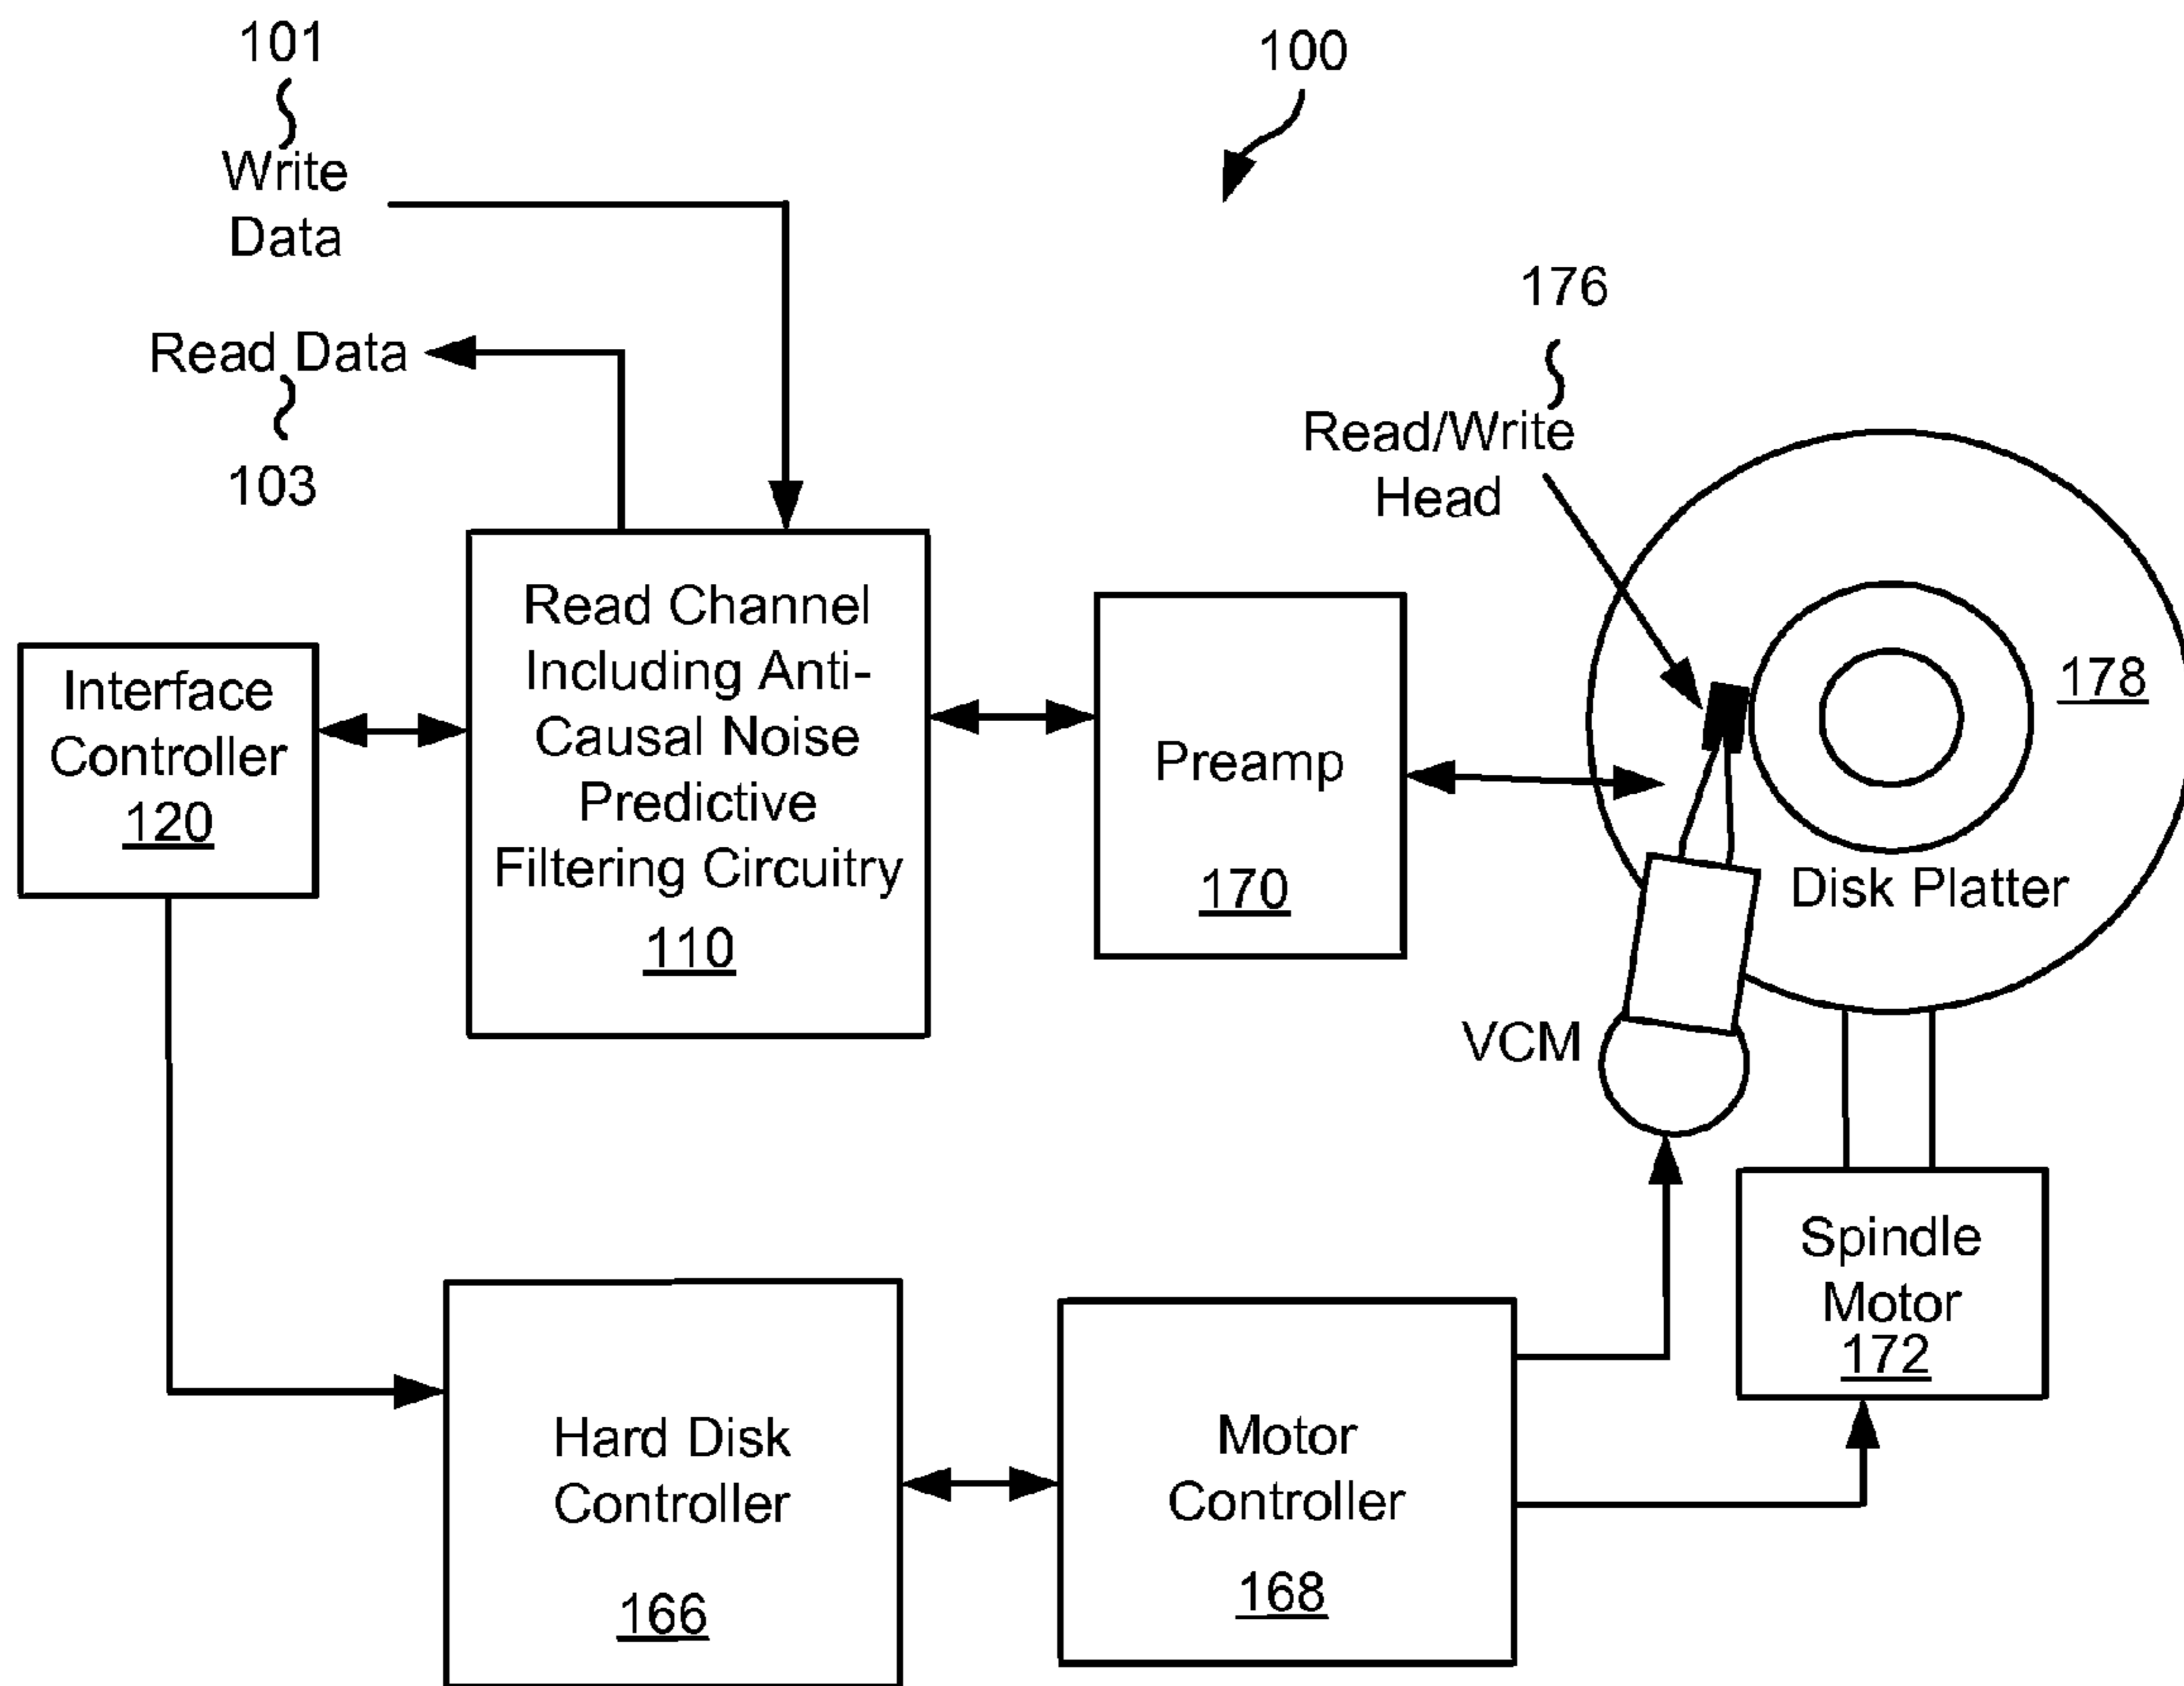 101
Write
Data
100
Read Data
103
176
Read/Write
Head
Interface
Controller
120
Read Channel
Including Anti-
Causal Noise
Predictive
Filtering Circuitry
110
Preamp
170
178
Disk Platter
VCM
Spindle
Motor
172
Hard Disk
Controller
166
Motor
Controller
168